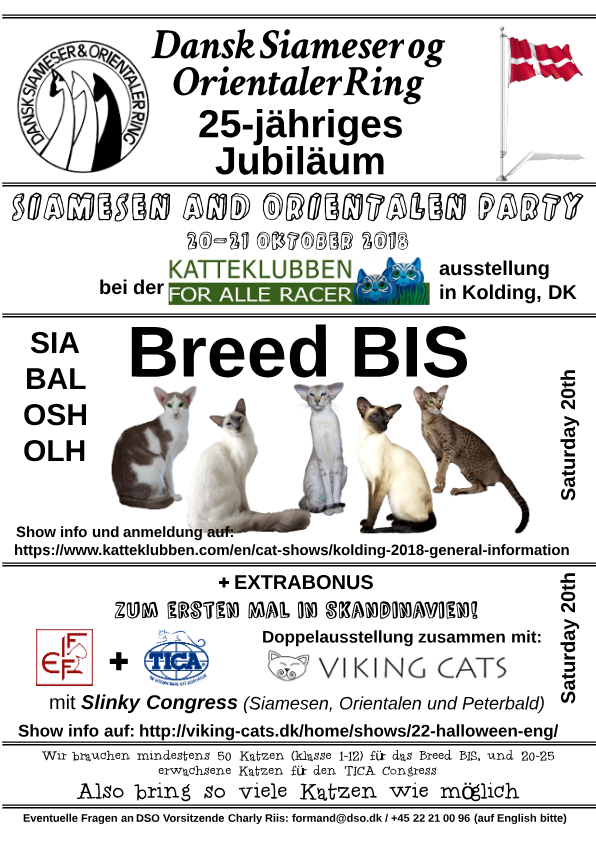 DANSK SIAMESER & ORIENTALER RING
Dansk Siameser og
Orientaler Ring
25-jähriges
Jubiläum
SIAMESEN AND ORIENTALEN PARTY
20-21 OKTOBER 2018
bei der
KATTEKLUBBEN
FOR ALLE RACER
ausstellung
in Kolding, DK
SIA
BAL
OSH
OLH
Breed BIS
Saturday 20th
Show info und anmeldung auf:
https://www.katteklubben.com/en/cat-shows/kolding-2018-general-information
+ EXTRABONUS
ZUM ERSTEN MAL IN SKANDINAVIEN!
FIFE
+
TICA
Doppelausstellung zusammen mit:
VIKING CATS
Saturday 20th
mit Slinky Congress (Siamesen, Orientalen und Peterbald)
Show info auf: http://viking-cats.dk/home/shows/22-halloween-eng/
Wir brauchen mindestens 50 Katzen (klasse 1-12) für das Breed BIS, und 20-25
erwachsene Katzen für den TICA Congress
Also bring so viele Katzen wie möglich
Eventuelle Fragen an DSO Vorsitzende Charly Riis: formand@dso.dk / +45 22 21 00 96 (auf English bitte)